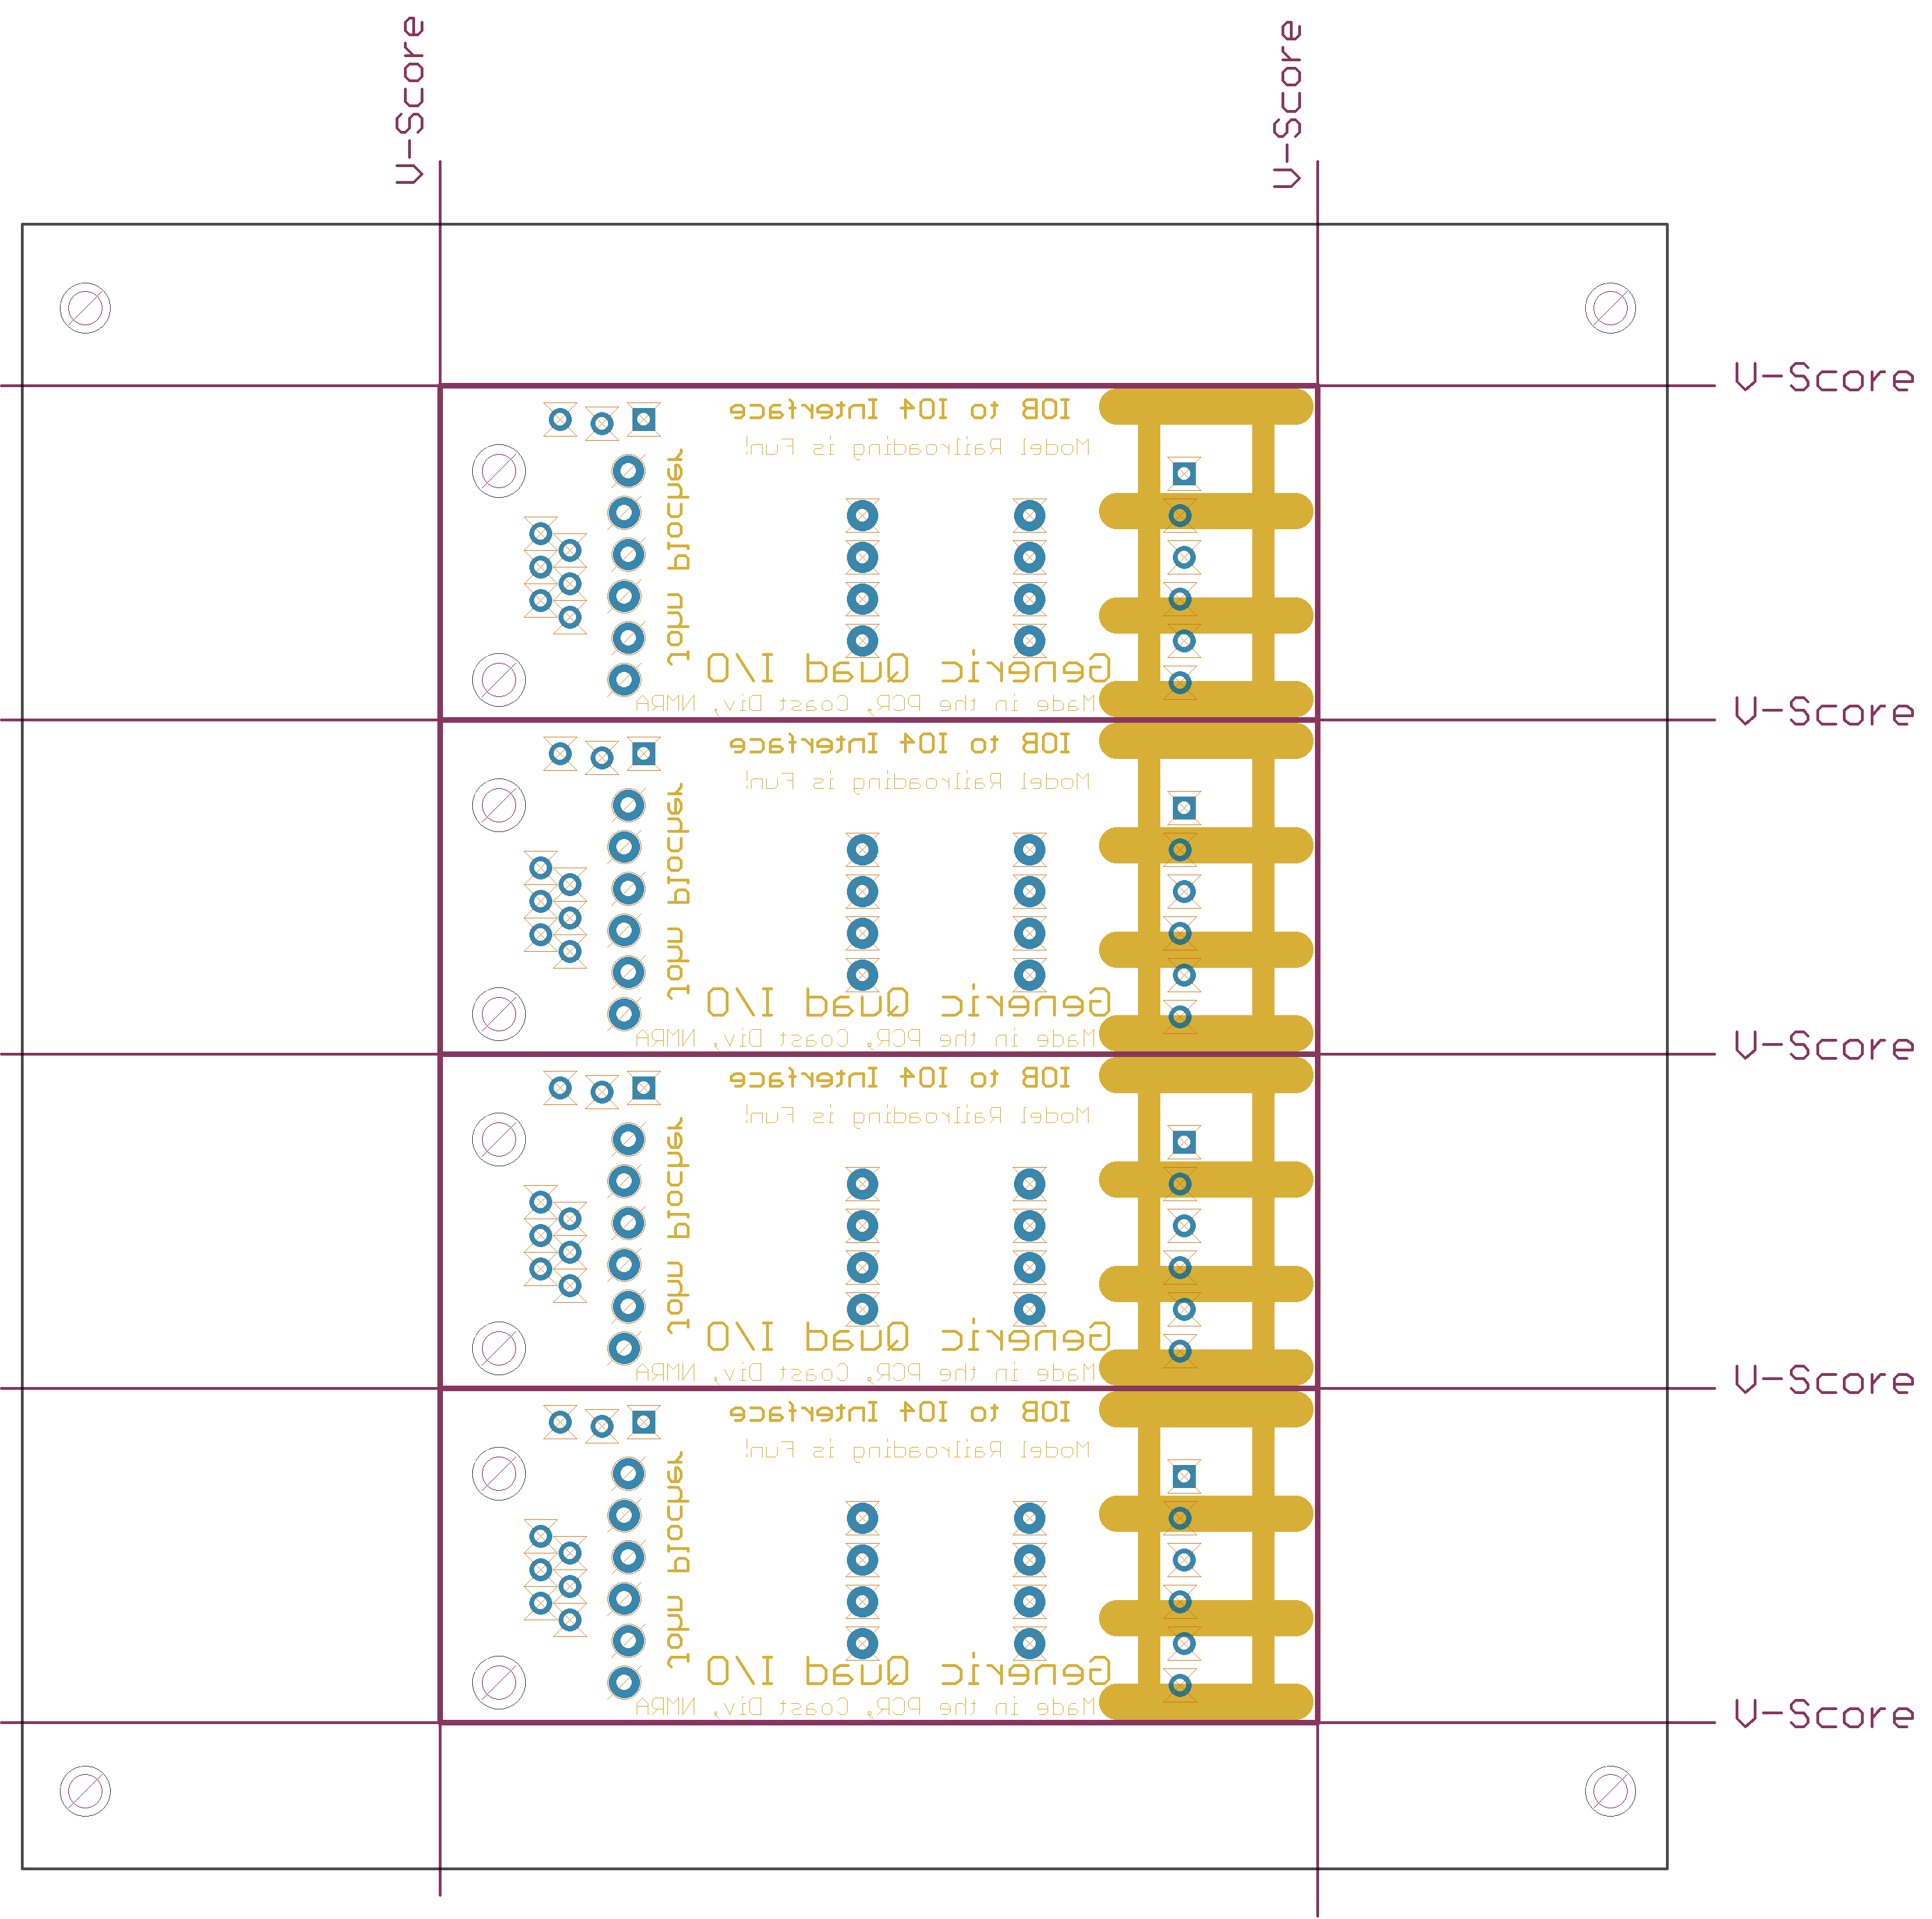 V-Score
V-Score
V-Score
IOB to IO4 Interface
Model Railroading is Fun!
John Plocher
Generic Quad I/O
Made in the PCR, Coast Div, NMRA
V-Score
IOB to IO4 Interface
Model Railroading is Fun!
John Plocher
Generic Quad I/O
Made in the PCR, Coast Div, NMRA
V-Score
IOB to IO4 Interface
Model Railroading is Fun!
John Plocher
Generic Quad I/O
Made in the PCR, Coast Div, NMRA
V-Score
IOB to IO4 Interface
Model Railroading is Fun!
John Plocher
Generic Quad I/O
Made in the PCR, Coast Div, NMRA
V-Score